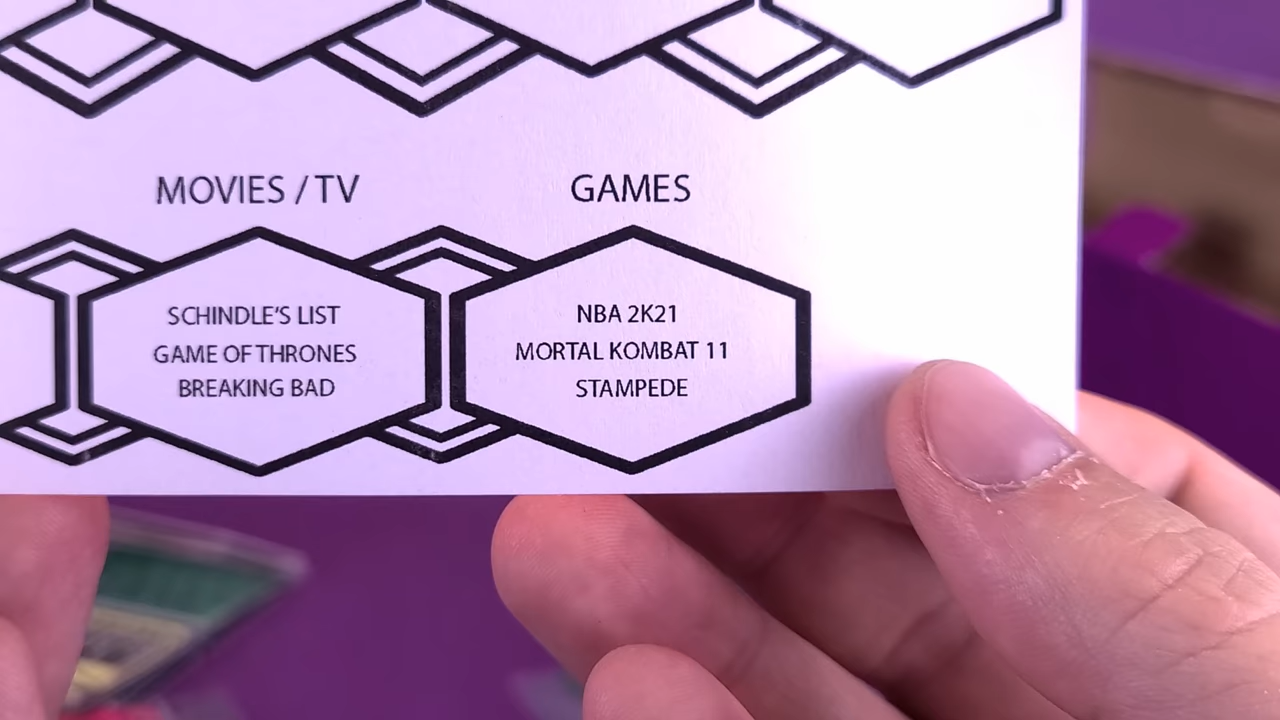 MOVIES / TV
SCHINDLE'S LIST
GAME OF THRONES
BREAKING BAD
GAMES
NBA 2K21
MORTAL KOMBAT 11
STAMPEDE